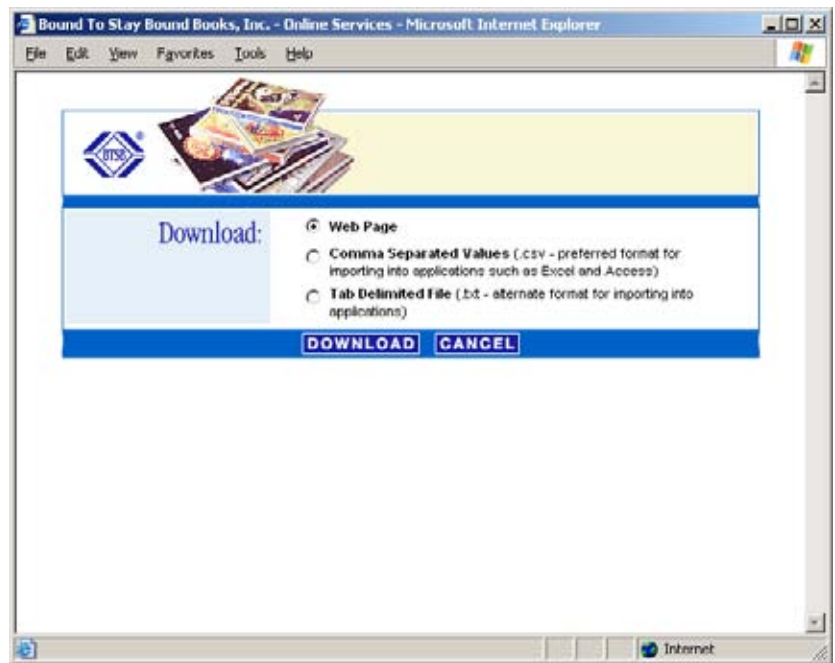 Bound To Stay Bound Books, Inc. - Online Services - Microsoft Internet Explorer
File Edit View Favorites Tools Help
BTSB®
Download:
Web Page
Comma Separated Values (.csv - preferred format for
importing into applications such as Excel and Access)
Tab Delimited File (.txt - alternate format for importing into
applications)
DOWNLOAD CANCEL
Internet